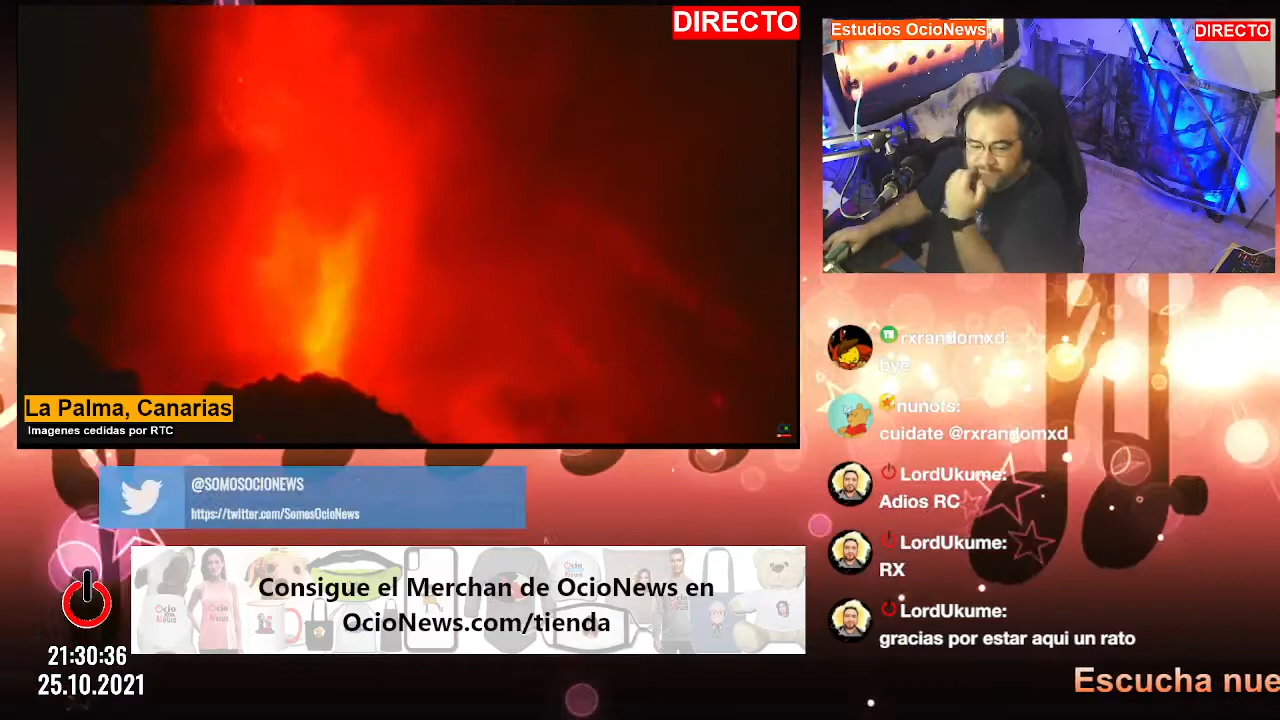 DIRECTO
La Palma, Canarias
Imagenes cedidas por RTC
Estudios OcioNews
DIRECTO
rxrandomxd:
bye
nunots:
cuidate @rxrandomxd
LordUkume:
Adios RC
LordUkume:
RX
LordUkume:
gracias por estar aqui un rato
@SOMOSOCIONEWS
https://twitter.com/SomosOcioNews
Consigue el Merchan de OcioNews en
OcioNews.com/tienda
21:30:36
25.10.2021
Escucha nue